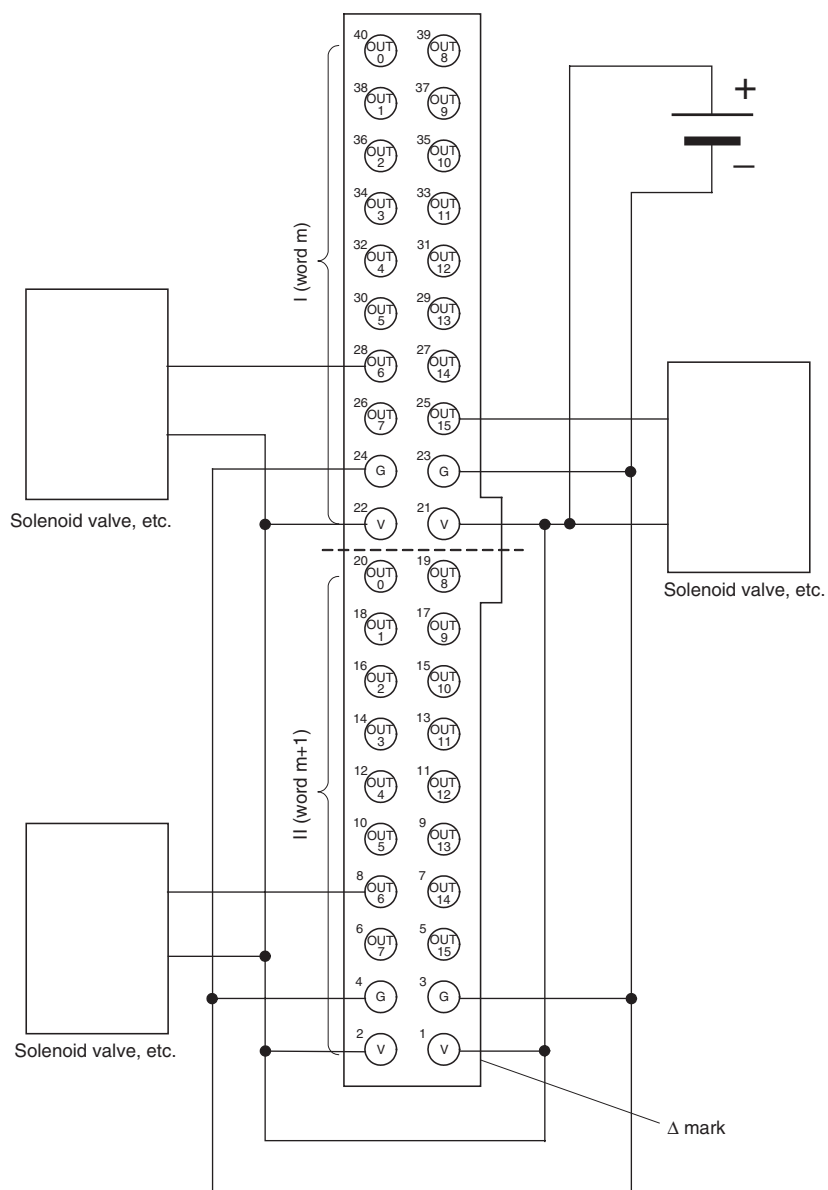 40 OUT 0 39 OUT 8
38 OUT 1 37 OUT 9
36 OUT 2 35 OUT 10
34 OUT 3 33 OUT 11
32 OUT 4 31 OUT 12
30 OUT 5 29 OUT 13
28 OUT 6 27 OUT 14
26 OUT 7 25 OUT 15
24 G 23 G
22 V 21 V
I (word m)
+
−
Solenoid valve, etc.
Solenoid valve, etc.
20 OUT 0 19 OUT 8
18 OUT 1 17 OUT 9
16 OUT 2 15 OUT 10
14 OUT 3 13 OUT 11
12 OUT 4 11 OUT 12
10 OUT 5 9 OUT 13
8 OUT 6 7 OUT 14
6 OUT 7 5 OUT 15
4 G 3 G
2 V 1 V
II (word m+1)
Solenoid valve, etc.
Δ mark